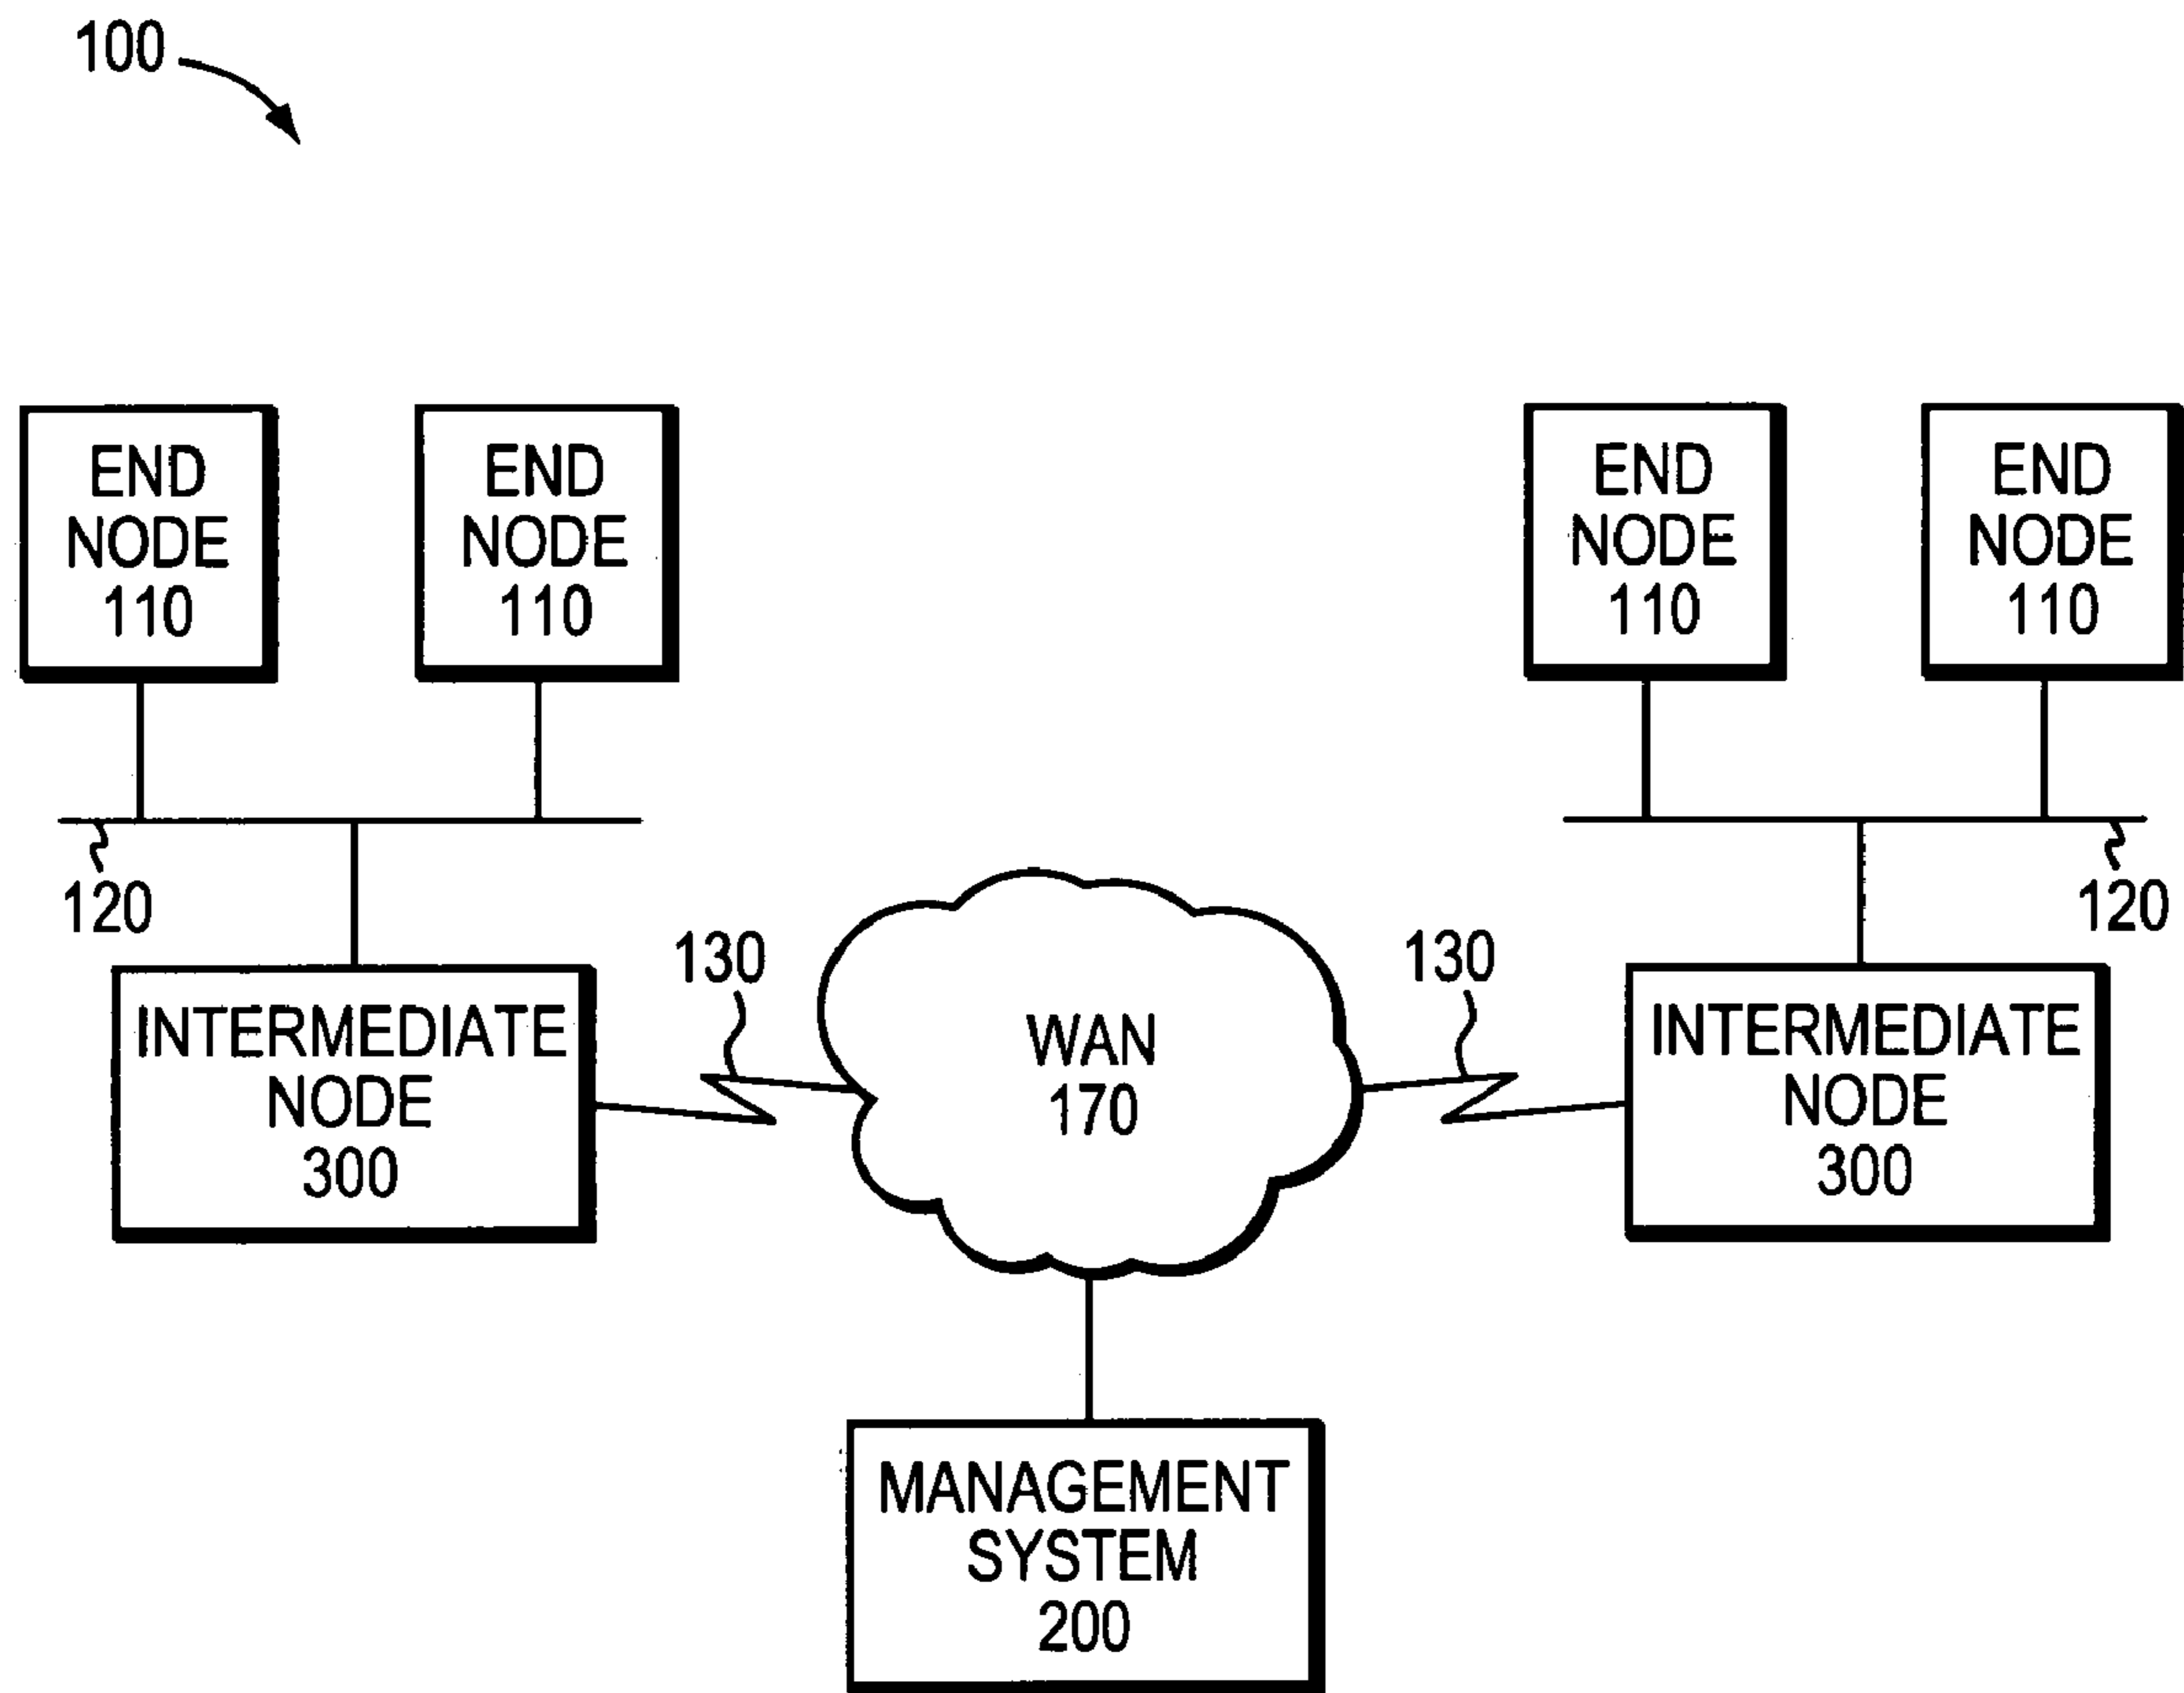 100
END
NODE
110
END
NODE
110
END
NODE
110
END
NODE
110
120
120
130
130
INTERMEDIATE
NODE
300
WAN
170
INTERMEDIATE
NODE
300
MANAGEMENT
SYSTEM
200